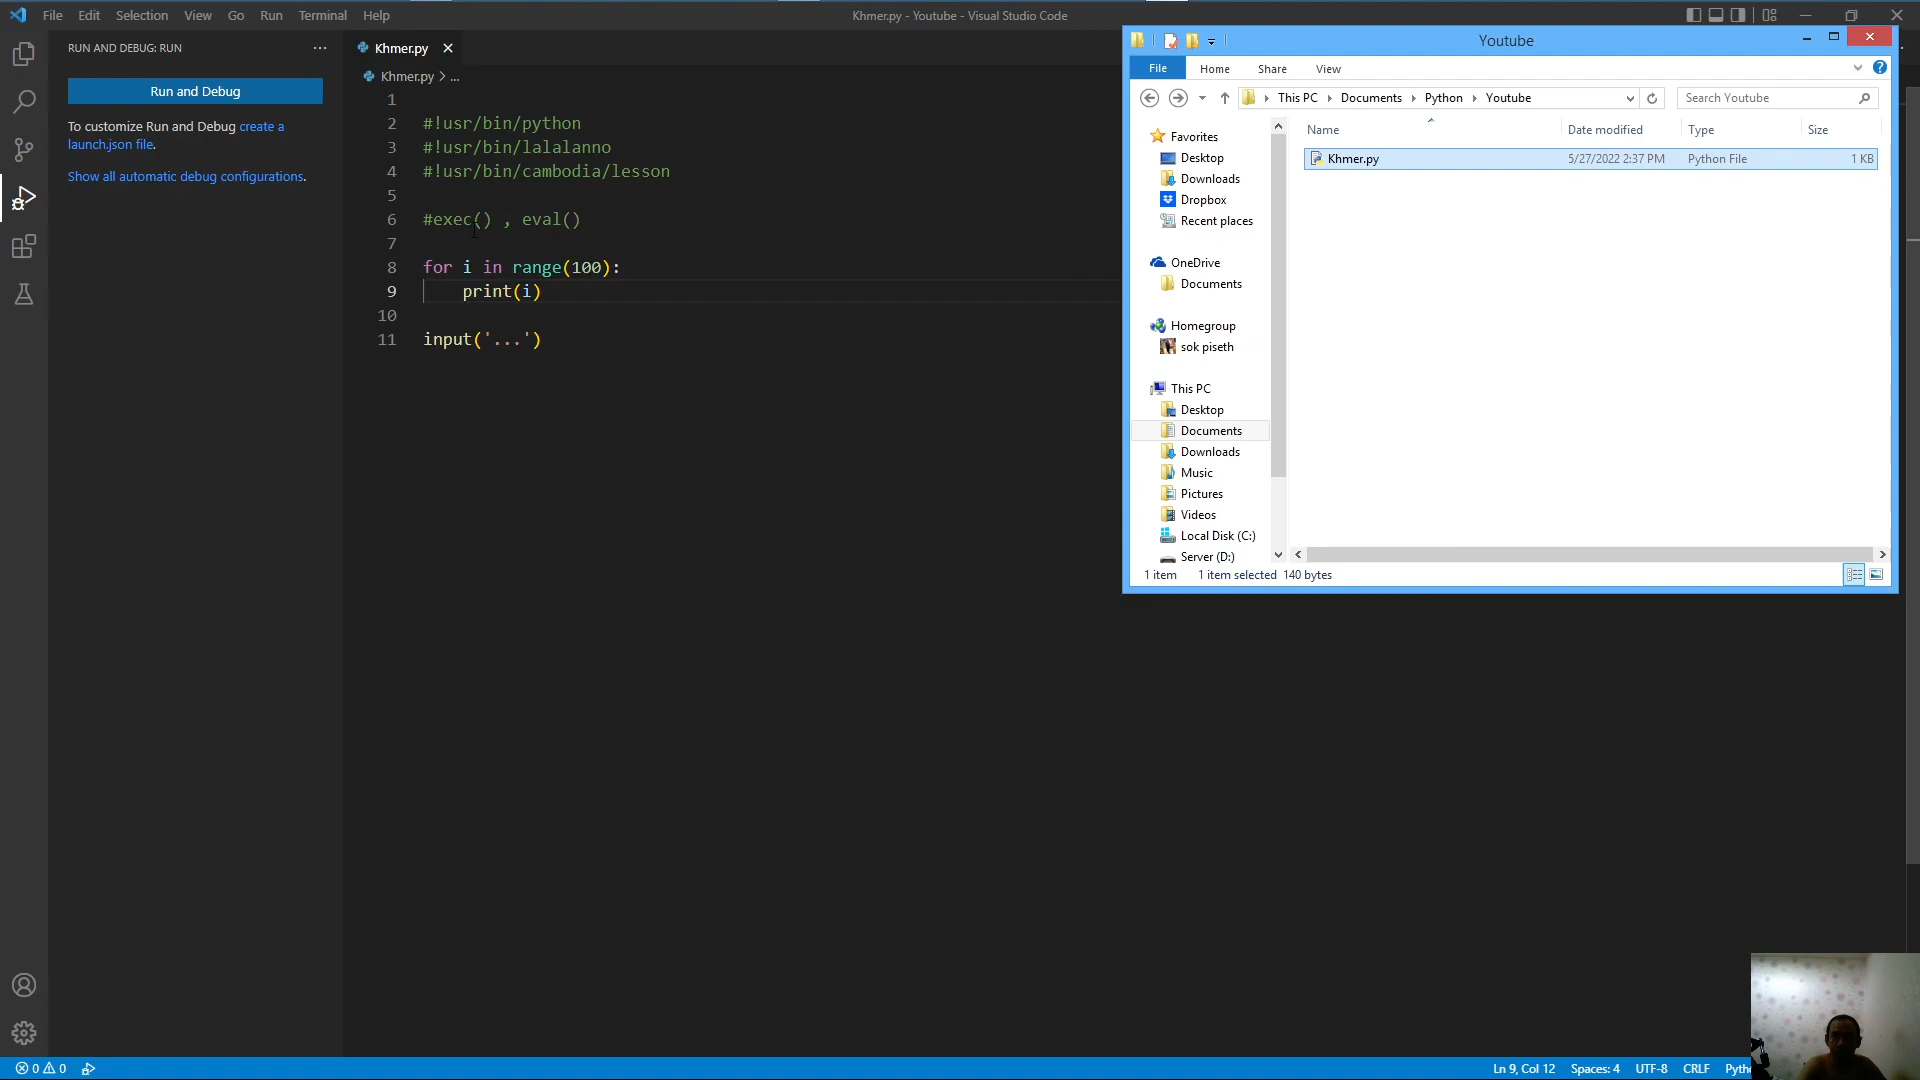 File Edit Selection View Go Run Terminal Help
Khmer.py - Youtube - Visual Studio Code
RUN AND DEBUG: RUN
Run and Debug
To customize Run and Debug create a
launch.json file.
Show all automatic debug configurations.
Khmer.py
Khmer.py > ...
1
2 #!usr/bin/python
3 #!usr/bin/lalalanno
4 #!usr/bin/cambodia/lesson
5
6 #exec() , eval()
7
8 for i in range(100):
9 print(i)
10
11 input('...')
Youtube
File Home Share View
This PC Documents Python Youtube
Search Youtube
Name Date modified Type Size
Khmer.py 5/27/2022 2:37 PM Python File 1 KB
Favorites
Desktop
Downloads
Dropbox
Recent places
OneDrive
Documents
Homegroup
sok piseth
This PC
Desktop
Documents
Downloads
Music
Pictures
Videos
Local Disk (C:)
Server (D:)
1 item 1 item selected 140 bytes
0 0
Ln 9, Col 12 Spaces: 4 UTF-8 CRLF